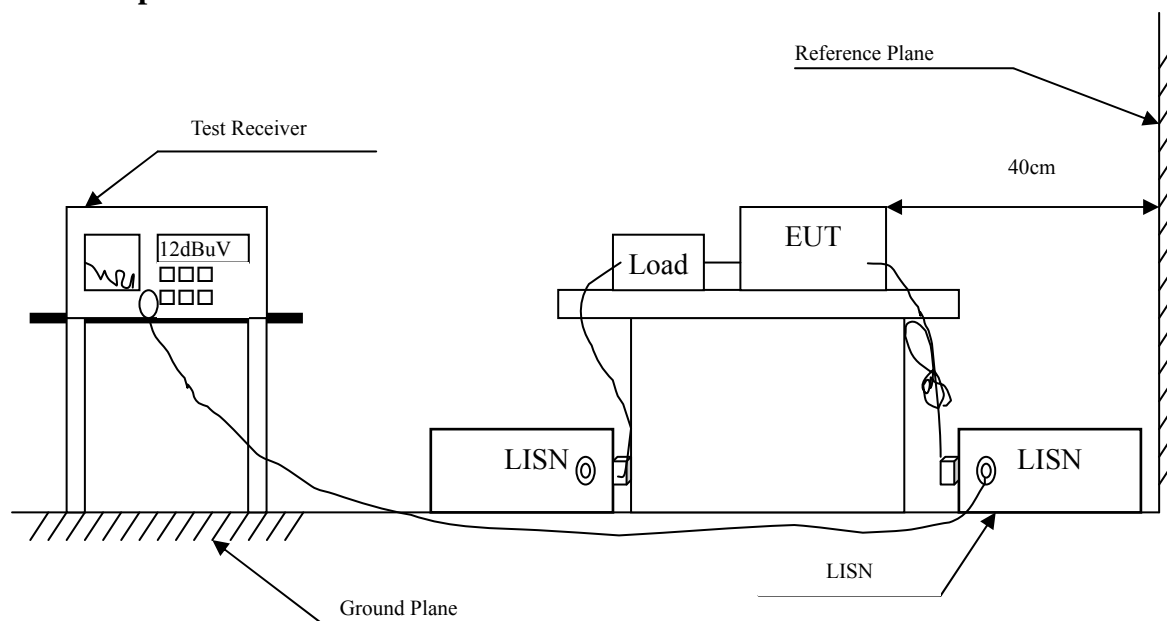 Reference Plane
Test Receiver
40cm
12dBuV
EUT
Load
LISN
LISN
LISN
Ground Plane